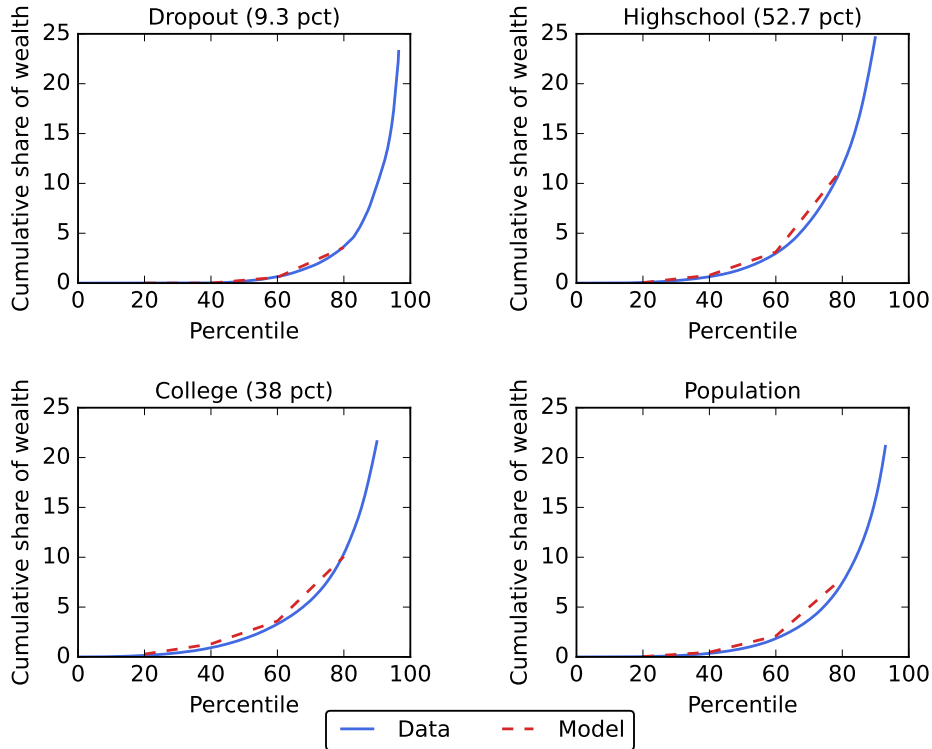 Dropout (9.3 pct)
Cumulative share of wealth
25
20
15
10
5
0
0 20 40 60 80 100
Percentile
Highschool (52.7 pct)
Cumulative share of wealth
25
20
15
10
5
0
0 20 40 60 80 100
Percentile
College (38 pct)
Cumulative share of wealth
25
20
15
10
5
0
0 20 40 60 80 100
Percentile
Population
Cumulative share of wealth
25
20
15
10
5
0
0 20 40 60 80 100
Percentile
Data Model